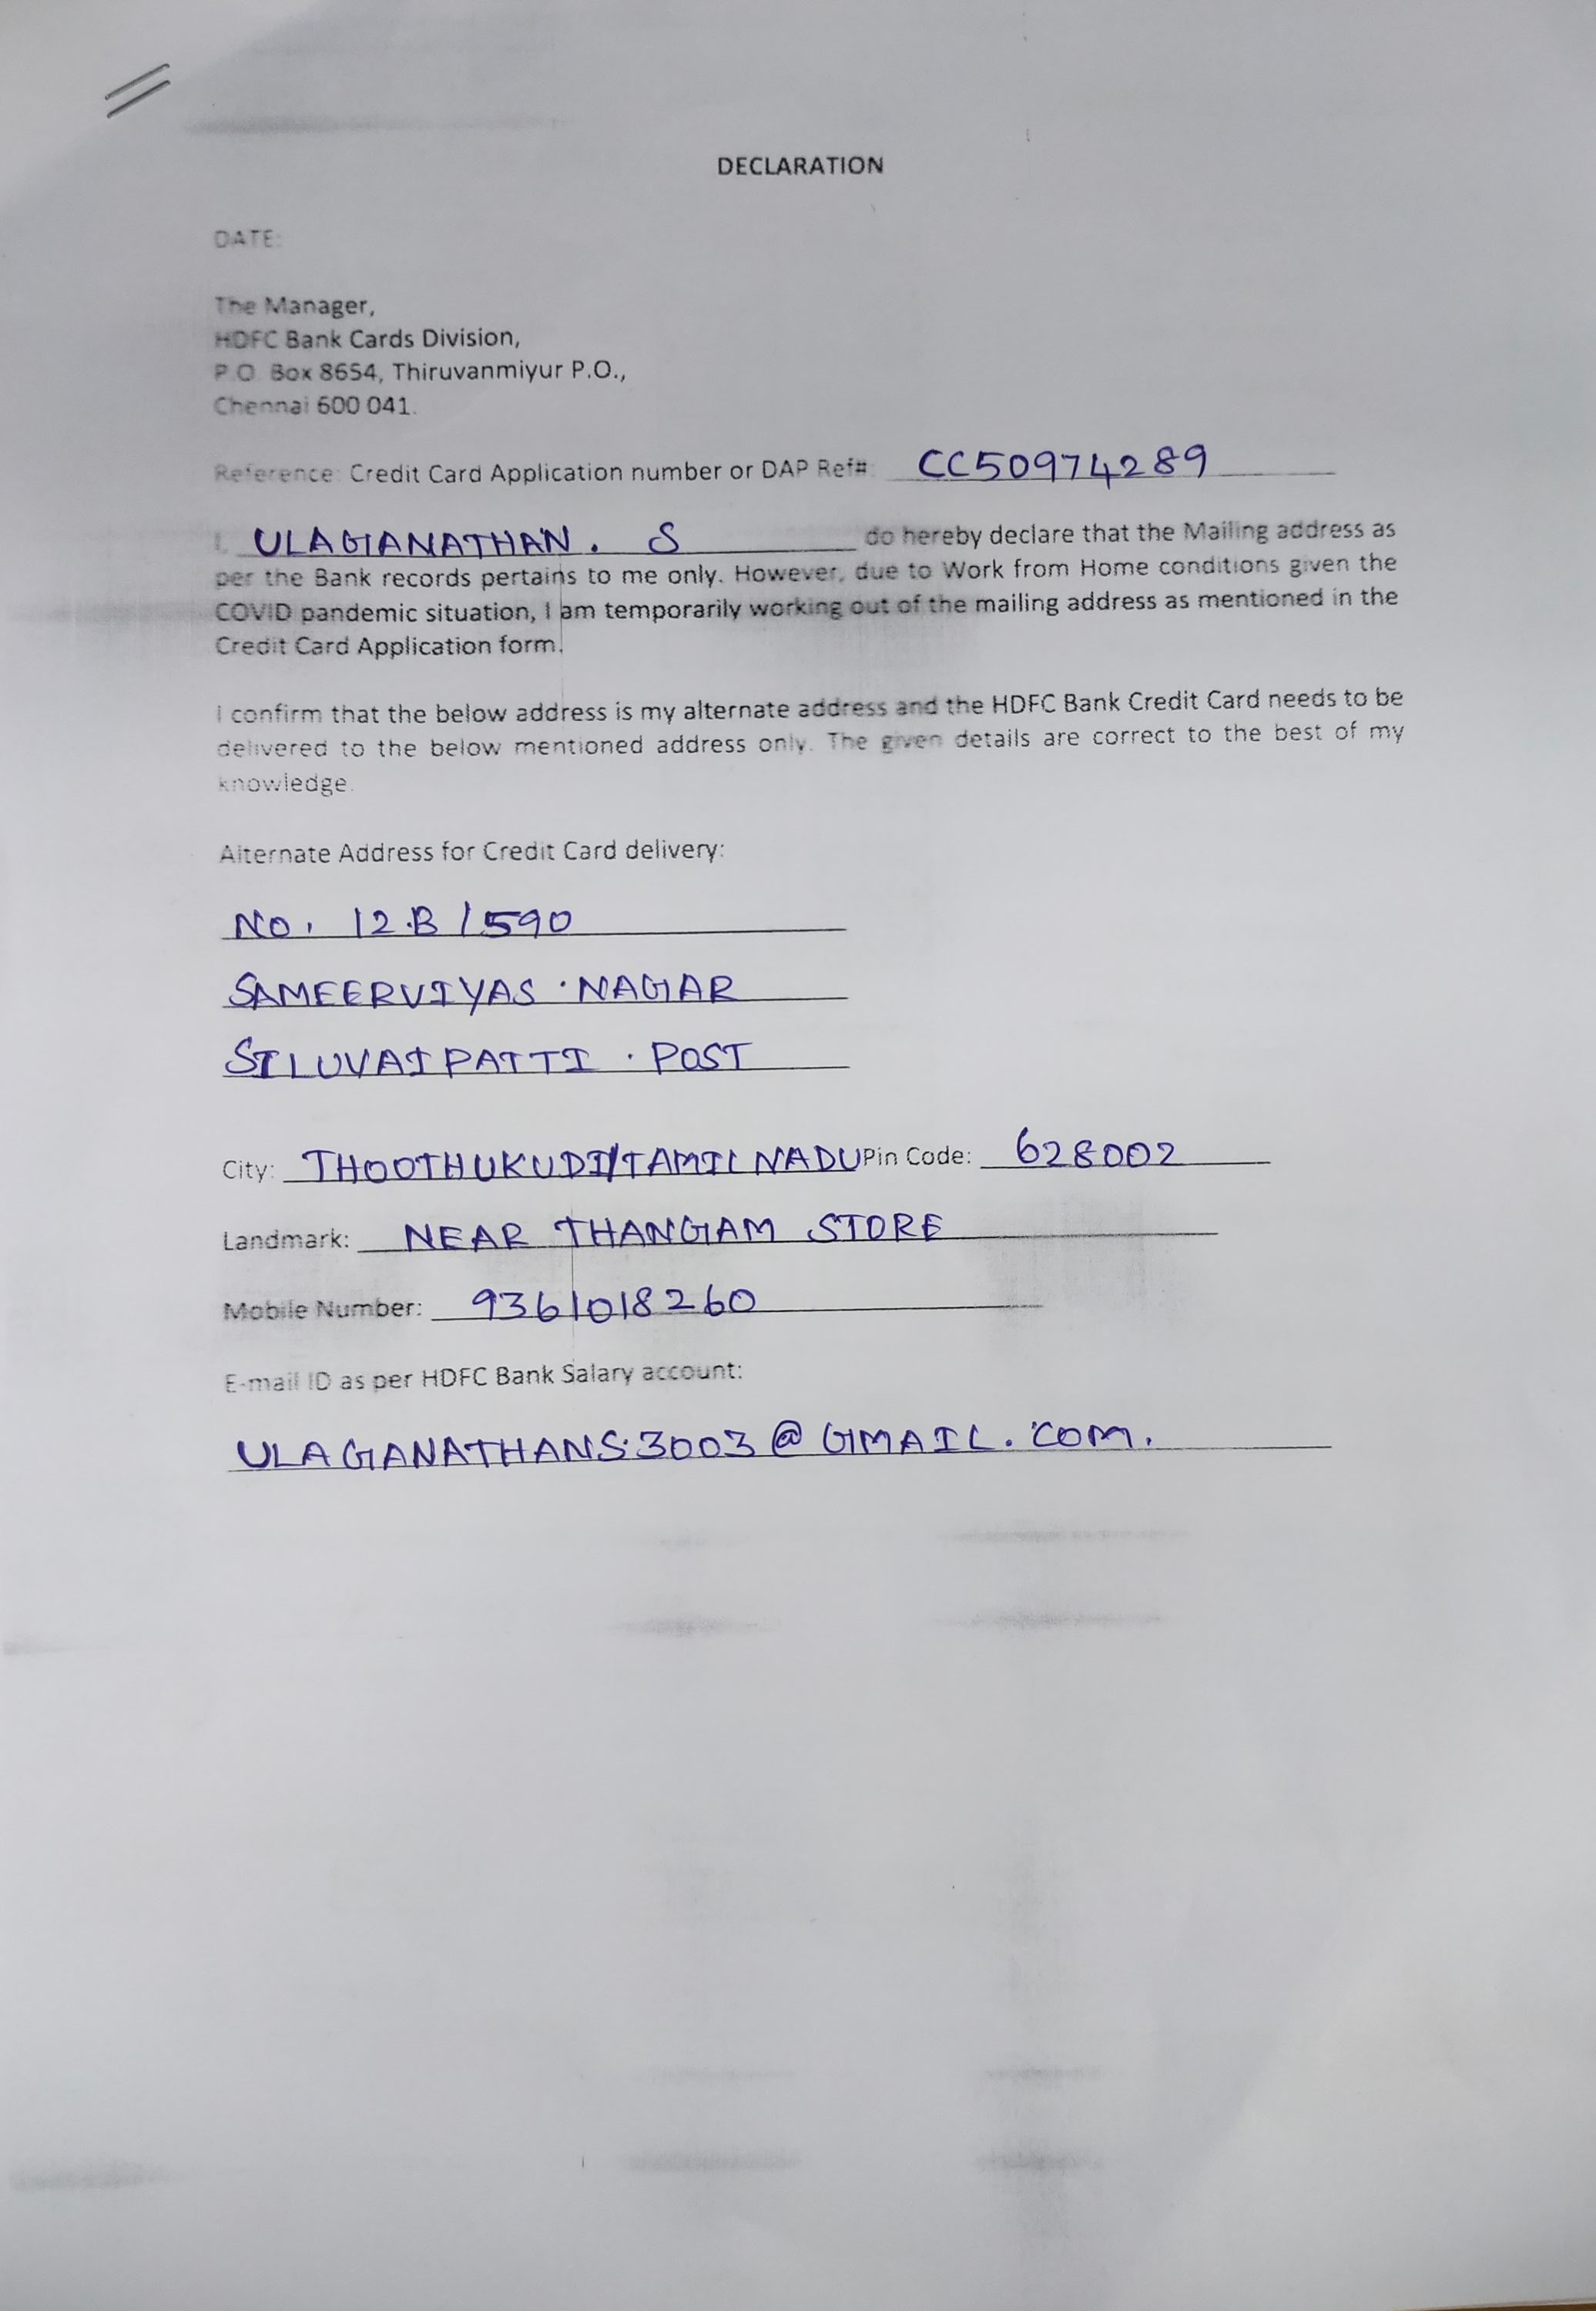 DECLARATION
DATE:
The Manager,
HDFC Bank Cards Division,
P.O. Box 8654, Thiruvanmiyur P.O.,
Chennai 600 041.
Reference: Credit Card Application number or DAP Ref#: CC50974289
I, ULAGANATHAN. S do hereby declare that the Mailing address as
per the Bank records pertains to me only. However, due to Work from Home conditions given the
COVID pandemic situation, I am temporarily working out of the mailing address as mentioned in the
Credit Card Application form.
I confirm that the below address is my alternate address and the HDFC Bank Credit Card needs to be
delivered to the below mentioned address only. The given details are correct to the best of my
knowledge.
Alternate Address for Credit Card delivery:
No. 12.B/590
SAMEERVIYAS . NAGAR
SILUVAIPATTI . POST
City: THOOTHUKUDI/TAMIL NADU Pin Code: 628002
Landmark: NEAR THANGAM STORE
Mobile Number: 9361018260
E-mail ID as per HDFC Bank Salary account:
ULAGANATHANS.3003@GMAIL.COM.